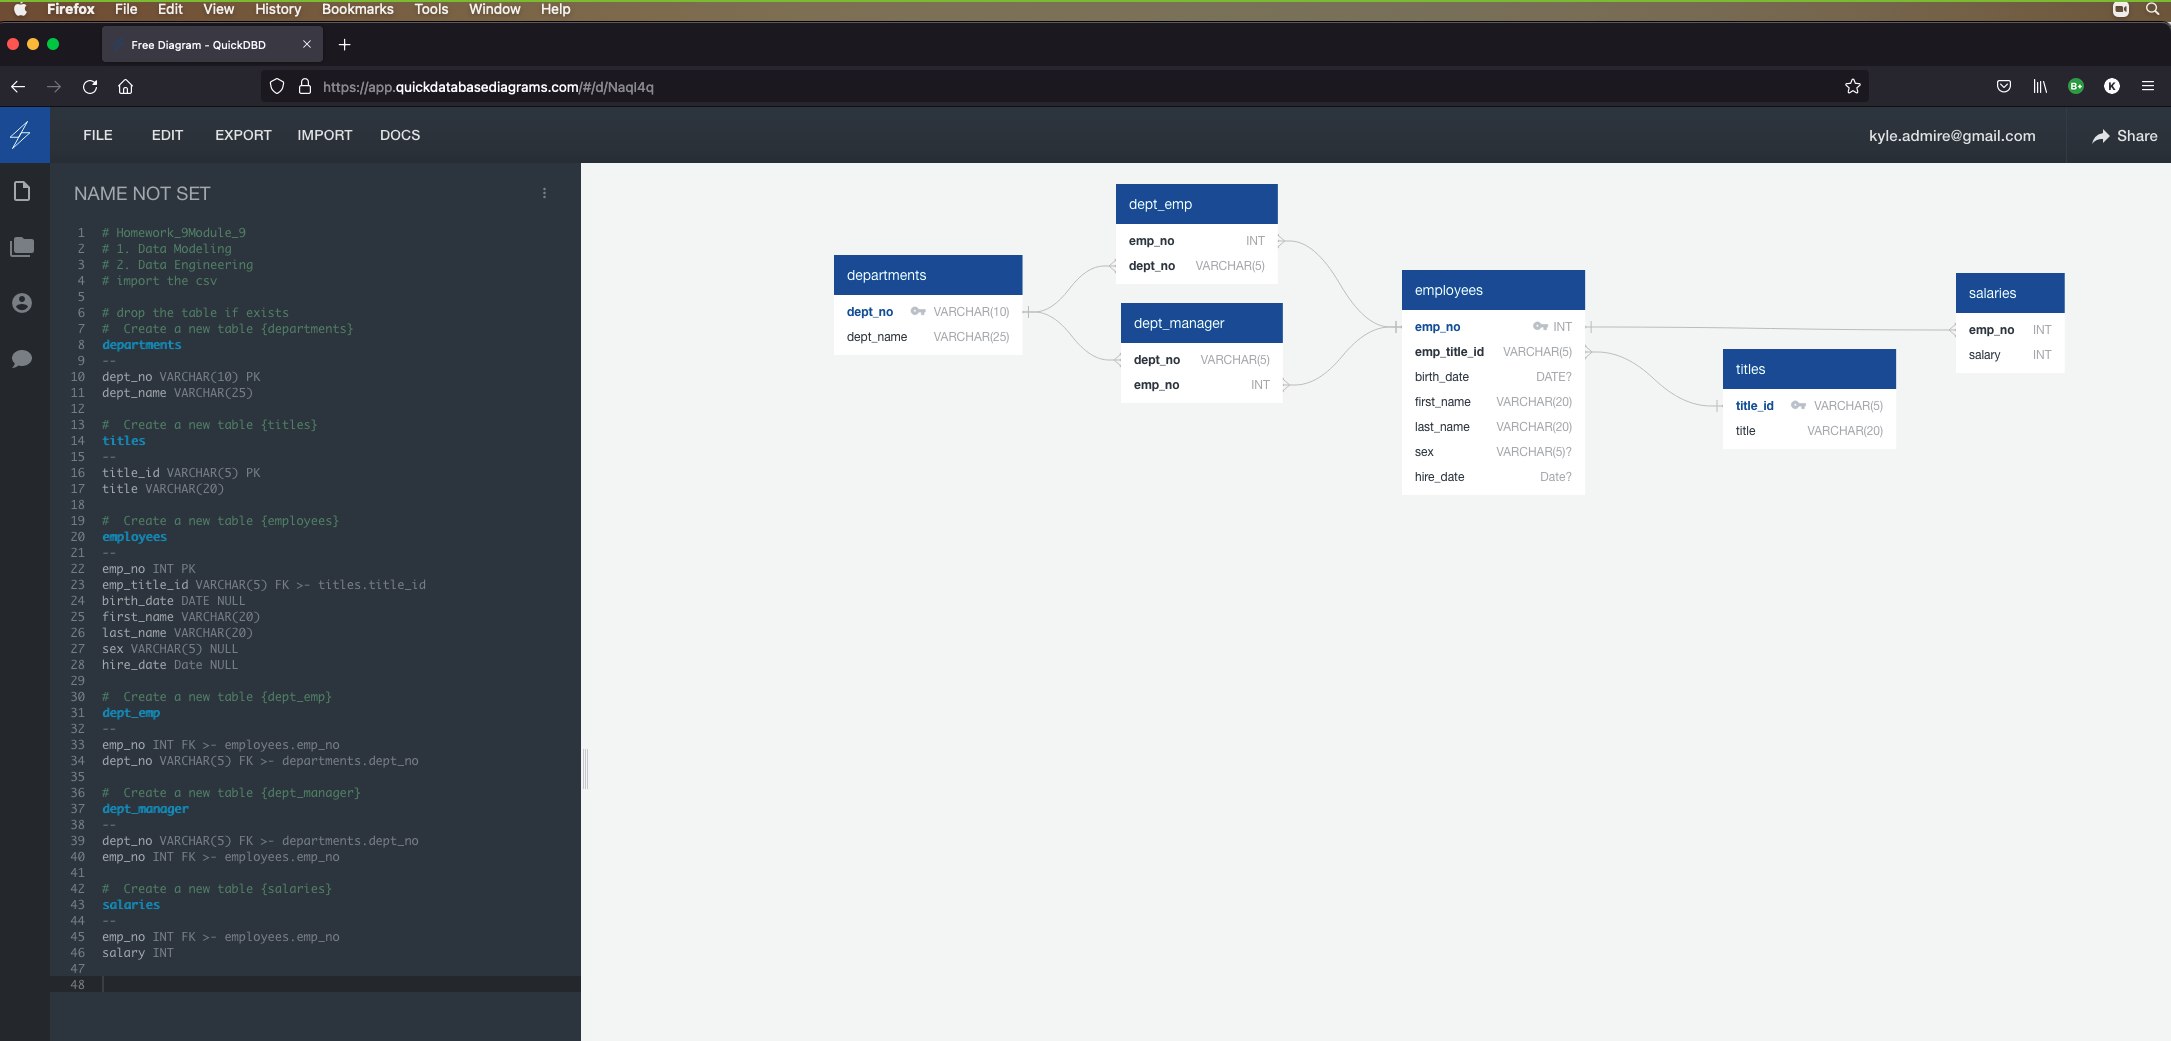 Firefox File Edit View History Bookmarks Tools Window Help
Free Diagram - QuickDBD
https://app.quickdatabasediagrams.com/#/d/Naql4q
B+
K
FILE EDIT EXPORT IMPORT DOCS
kyle.admire@gmail.com
Share
NAME NOT SET
1 # Homework_9Module_9
2 # 1. Data Modeling
3 # 2. Data Engineering
4 # import the csv
5
6 # drop the table if exists
7 #  Create a new table {departments}
8 departments
9 --
10 dept_no VARCHAR(10) PK
11 dept_name VARCHAR(25)
12
13 #  Create a new table {titles}
14 titles
15 --
16 title_id VARCHAR(5) PK
17 title VARCHAR(20)
18
19 #  Create a new table {employees}
20 employees
21 --
22 emp_no INT PK
23 emp_title_id VARCHAR(5) FK >- titles.title_id
24 birth_date DATE NULL
25 first_name VARCHAR(20)
26 last_name VARCHAR(20)
27 sex VARCHAR(5) NULL
28 hire_date Date NULL
29
30 #  Create a new table {dept_emp}
31 dept_emp
32 --
33 emp_no INT FK >- employees.emp_no
34 dept_no VARCHAR(5) FK >- departments.dept_no
35
36 #  Create a new table {dept_manager}
37 dept_manager
38 --
39 dept_no VARCHAR(5) FK >- departments.dept_no
40 emp_no INT FK >- employees.emp_no
41
42 #  Create a new table {salaries}
43 salaries
44 --
45 emp_no INT FK >- employees.emp_no
46 salary INT
47
48
departments
dept_no VARCHAR(10)
dept_name VARCHAR(25)
dept_emp
emp_no INT
dept_no VARCHAR(5)
dept_manager
dept_no VARCHAR(5)
emp_no INT
employees
emp_no INT
emp_title_id VARCHAR(5)
birth_date DATE?
first_name VARCHAR(20)
last_name VARCHAR(20)
sex VARCHAR(5)?
hire_date Date?
titles
title_id VARCHAR(5)
title VARCHAR(20)
salaries
emp_no INT
salary INT